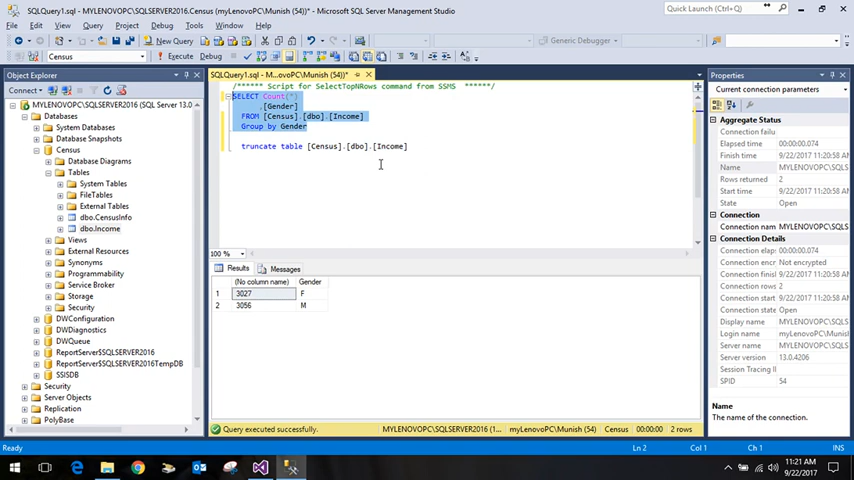 SQLQuery1.sql - MYLENOVOPC\SQLSERVER2016.Census (myLenovoPC\Munish (54))* - Microsoft SQL Server Management Studio
Quick Launch (Ctrl+Q)
File Edit View Query Project Debug Tools Window Help
New Query
Generic Debugger
Census
Execute
Debug
Object Explorer
Connect
MYLENOVOPC\SQLSERVER2016 (SQL Server 13.0
Databases
System Databases
Database Snapshots
Census
Database Diagrams
Tables
System Tables
FileTables
External Tables
dbo.CensusInfo
dbo.Income
Views
External Resources
Synonyms
Programmability
Service Broker
Storage
Security
DWConfiguration
DWDiagnostics
DWQueue
ReportServer$SQLSERVER2016
ReportServer$SQLSERVER2016TempDB
SSISDB
Security
Server Objects
Replication
PolyBase
SQLQuery1.sql - M...ovoPC\Munish (54))*
/****** Script for SelectTopNRows command from SSMS ******/
SELECT Count(*)
,[Gender]
FROM [Census].[dbo].[Income]
Group by Gender
truncate table [Census].[dbo].[Income]
100 %
Results
Messages
(No column name) Gender
1 3027 F
2 3056 M
Query executed successfully.
MYLENOVOPC\SQLSERVER2016 (
myLenovoPC\Munish (54)
Census
00:00:00
2 rows
Properties
Current connection parameters
Aggregate Status
Connection failu
Elapsed time 00:00:00.074
Finish time 9/22/2017 11:20:58 A
Name MYLENOVOPC\SQLSE
Rows returned 2
Start time 9/22/2017 11:20:58 A
State Open
Connection
Connection nam MYLENOVOPC\SQLSE
Connection Details
Connection elap 00:00:00.074
Connection encr Not encrypted
Connection finis 9/22/2017 11:20:58 A
Connection rows 2
Connection start 9/22/2017 11:20:58 A
Connection state Open
Display name MYLENOVOPC\SQLSE
Login name
Server name MYLENOVOPC\SQLSE
Server version 13.0.4206
Session Tracing II
SPID 54
Name
The name of the connection.
Ready
Ln 2
Col 1
Ch 1
INS
11:21 AM
9/22/2017